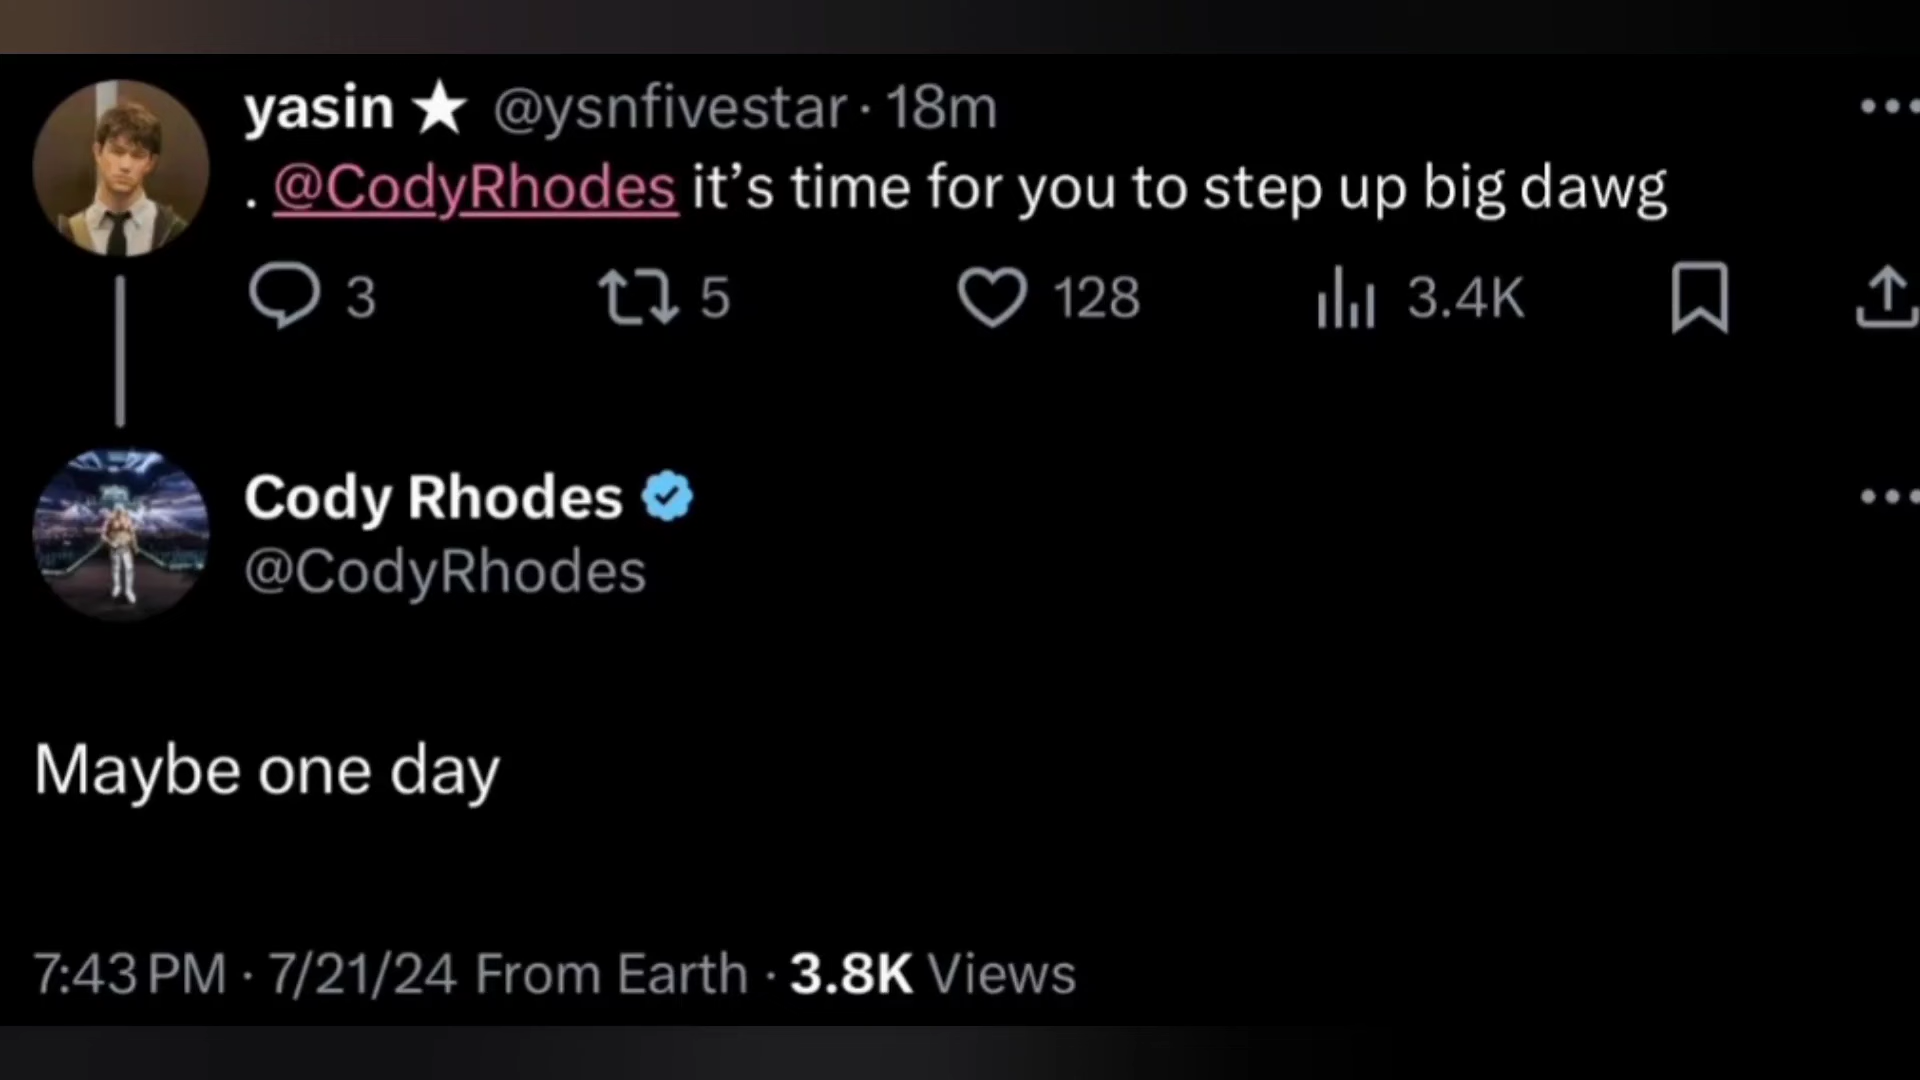 yasin ★ @ysnfivestar · 18m
. @CodyRhodes it’s time for you to step up big dawg
3 5 128 3.4K
Cody Rhodes
@CodyRhodes
Maybe one day
7:43 PM · 7/21/24 From Earth · 3.8K Views